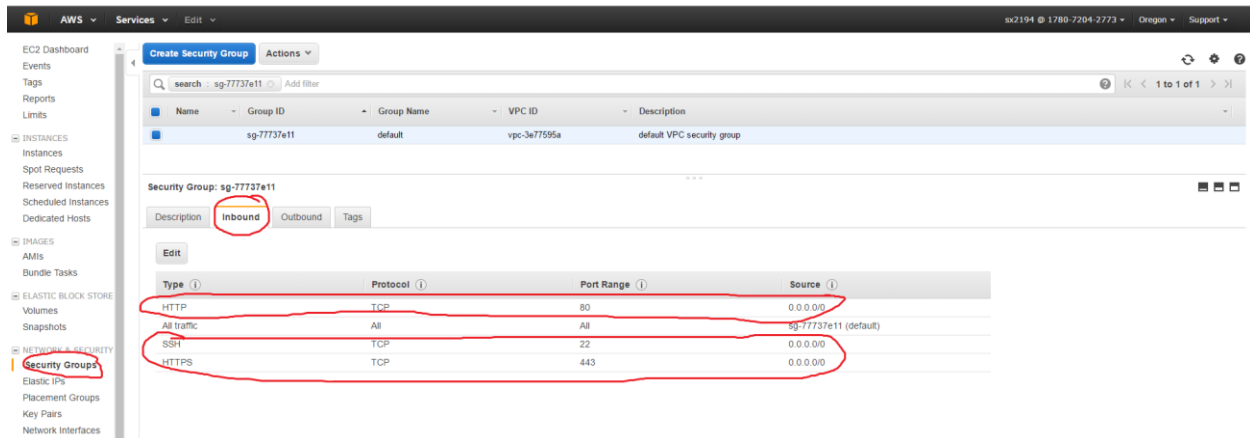 AWS Services Edit sx2194 @ 1780-7204-2773 Oregon Support
EC2 Dashboard
Events
Tags
Reports
Limits
INSTANCES
Instances
Spot Requests
Reserved Instances
Scheduled Instances
Dedicated Hosts
IMAGES
AMIs
Bundle Tasks
ELASTIC BLOCK STORE
Volumes
Snapshots
NETWORK & SECURITY
Security Groups
Elastic IPs
Placement Groups
Key Pairs
Network Interfaces
Create Security Group Actions
search : sg-77737e11 Add filter 1 to 1 of 1
Name Group ID Group Name VPC ID Description
sg-77737e11 default vpc-3e77595a default VPC security group
Security Group: sg-77737e11
Description Inbound Outbound Tags
Edit
Type Protocol Port Range Source
HTTP TCP 80 0.0.0.0/0
All traffic All All sg-77737e11 (default)
SSH TCP 22 0.0.0.0/0
HTTPS TCP 443 0.0.0.0/0